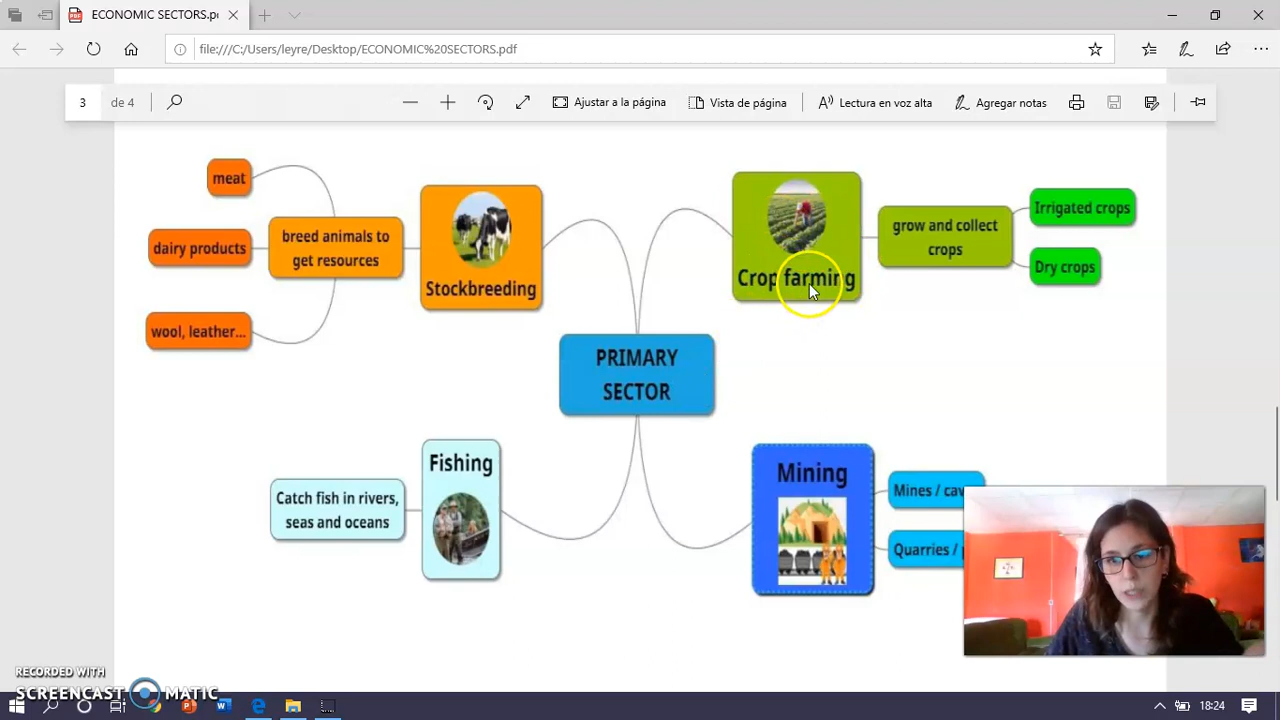 ECONOMIC SECTORS.p
file:///C:/Users/leyre/Desktop/ECONOMIC%20SECTORS.pdf
3 de 4
Ajustar a la página
Vista de página
Lectura en voz alta
Agregar notas
meat
dairy products
wool, leather...
breed animals to
get resources
Stockbreeding
Crop farming
grow and collect
crops
Irrigated crops
Dry crops
PRIMARY
SECTOR
Catch fish in rivers,
seas and oceans
Fishing
Mining
Mines /
Quarries /
RECORDED WITH
SCREENCAST MATIC
18:24